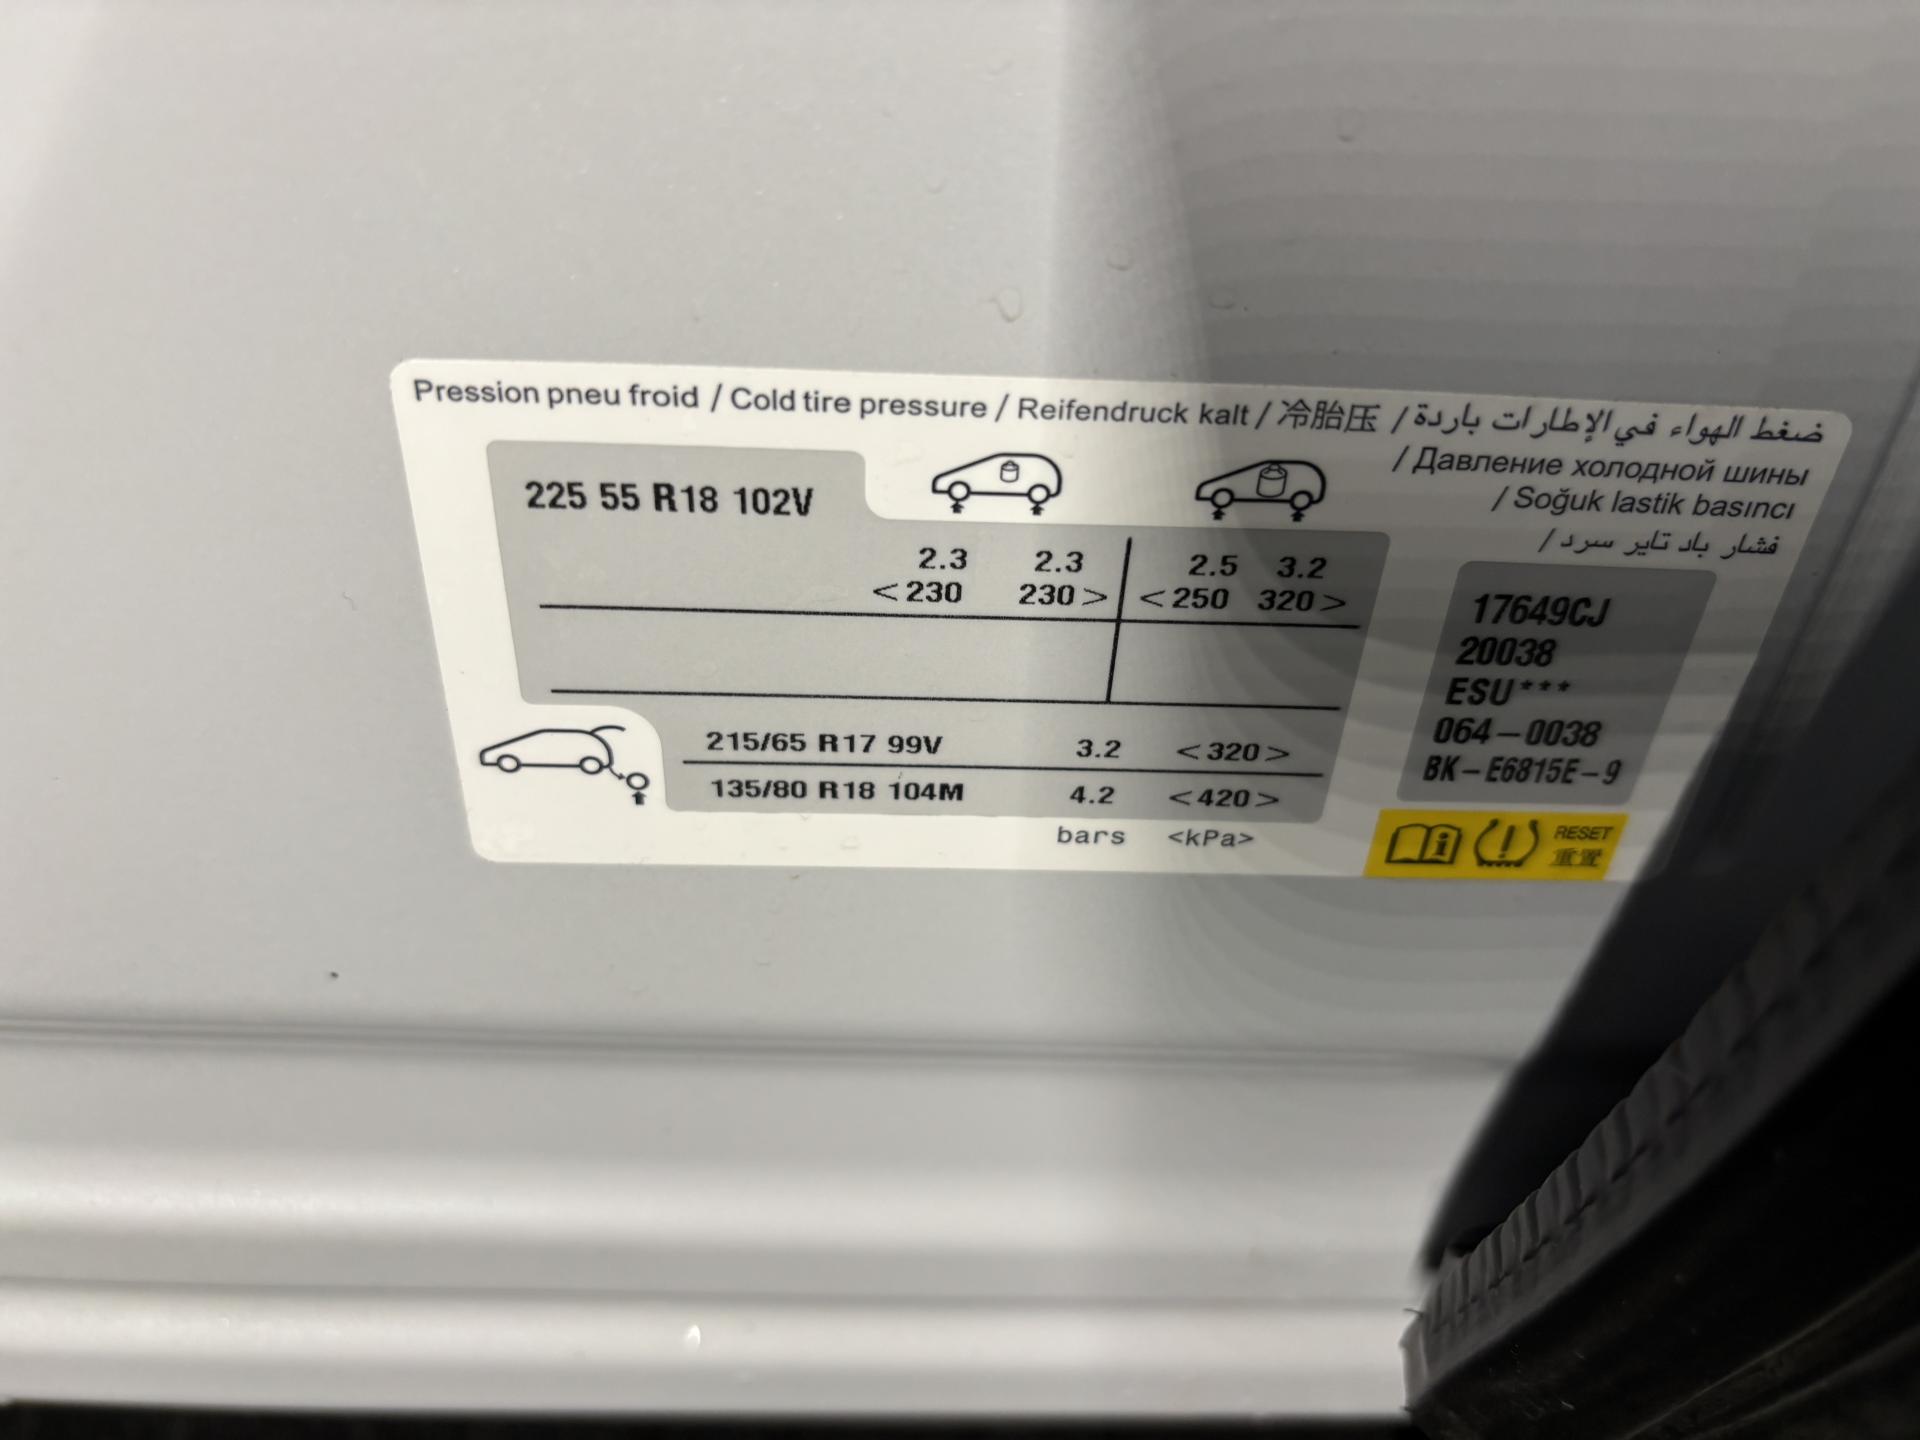 Pression pneu froid / Cold tire pressure / Reifendruck kalt / 冷胎压 / ضغط الهواء في الإطارات باردة
/ Давление холодной шины
/ Soğuk lastik basıncı
/ فشار باد تاير سرد
225 55 R18 102V
2.3 2.3 2.5 3.2
<230 230> <250 320>
215/65 R17 99V 3.2 <320>
135/80 R18 104M 4.2 <420>
bars <kPa>
17649CJ
20038
ESU***
064-0038
BK-E6815E-9
RESET
重置